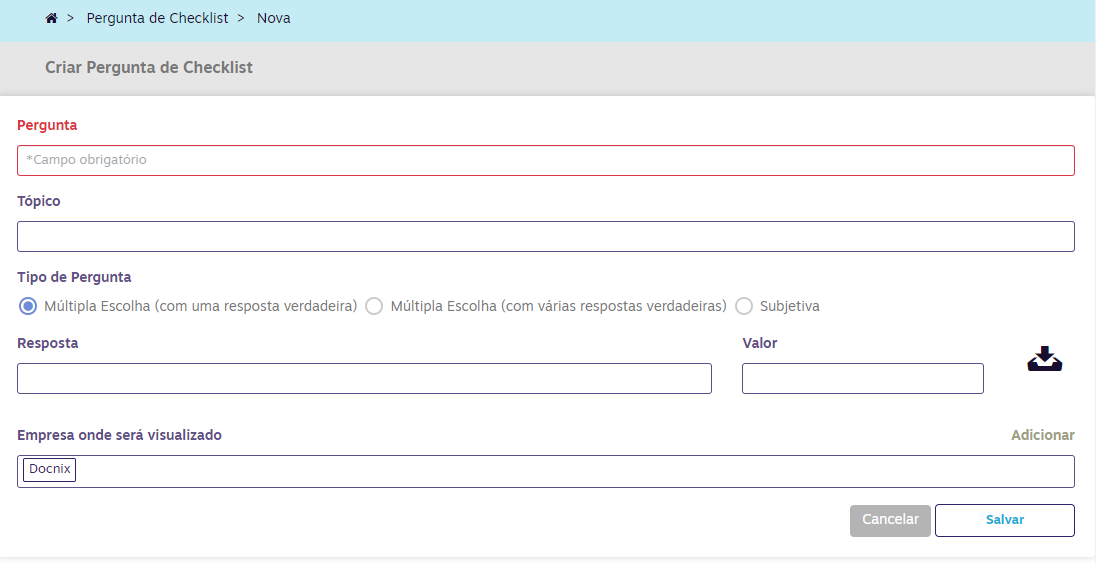 > Pergunta de Checklist > Nova
Criar Pergunta de Checklist
Pergunta
*Campo obrigatório
Tópico
Tipo de Pergunta
Múltipla Escolha (com uma resposta verdadeira) Múltipla Escolha (com várias respostas verdadeiras) Subjetiva
Resposta Valor
Empresa onde será visualizado Adicionar
Docnix
Cancelar Salvar